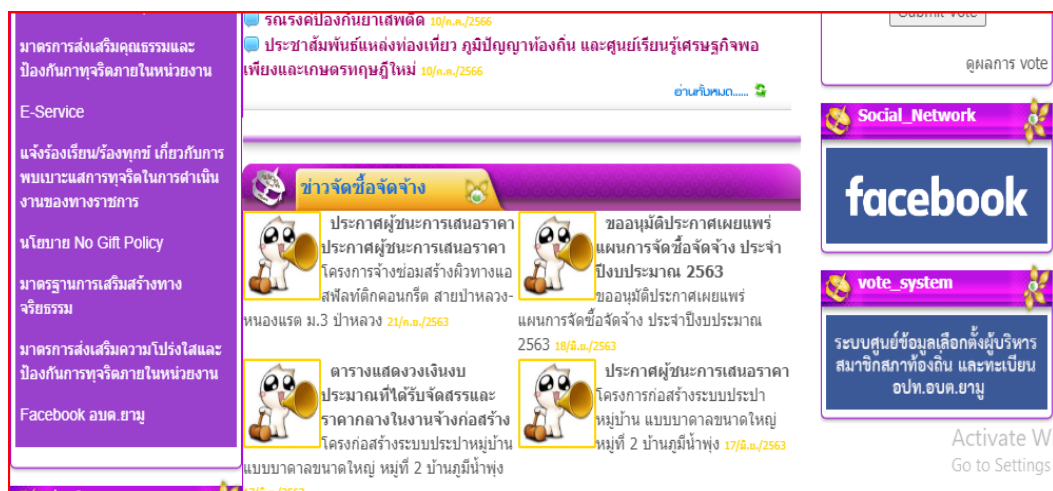 มาตรการส่งเสริมคุณธรรมและ
ป้องกันกาทุจริตภายในหน่วยงาน
E-Service
แจ้งร้องเรียน/ร้องทุกข์ เกี่ยวกับการ
พบเบาะแสการทุจริตในการดำเนิน
งานของทางราชการ
นโยบาย No Gift Policy
มาตรฐานการเสริมสร้างทาง
จริยธรรม
มาตรการส่งเสริมความโปร่งใสและ
ป้องกันการทุจริตภายในหน่วยงาน
Facebook อบต.ยามู
รณรงค์ป้องกันยาเสพติด 10/ก.ค./2566
ประชาสัมพันธ์แหล่งท่องเที่ยว ภูมิปัญญาท้องถิ่น และศูนย์เรียนรู้เศรษฐกิจพอ
เพียงและเกษตรทฤษฎีใหม่ 10/ก.ค./2566
อ่านทั้งหมด.....
ข่าวจัดซื้อจัดจ้าง
ประกาศผู้ชนะการเสนอราคา
ประกาศผู้ชนะการเสนอราคา
โครงการจ้างซ่อมสร้างผิวทางแอ
สฟัลท์ติกคอนกรีต สายป่าหลวง-
หนองแรต ม.3 ป่าหลวง 21/ก.ย./2563
ขออนุมัติประกาศเผยแพร่
แผนการจัดซื้อจัดจ้าง ประจำ
ปีงบประมาณ 2563
ขออนุมัติประกาศเผยแพร่
แผนการจัดซื้อจัดจ้าง ประจำปีงบประมาณ
2563 18/มิ.ย./2563
ตารางแสดงวงเงินงบ
ประมาณที่ได้รับจัดสรรและ
ราคากลางในงานจ้างก่อสร้าง
โครงก่อสร้างระบบประปาหมู่บ้าน
แบบบาดาลขนาดใหญ่ หมู่ที่ 2 บ้านภูมีน้ำพุ่ง
ประกาศผู้ชนะการเสนอราคา
โครงการก่อสร้างระบบประปา
หมู่บ้าน แบบบาดาลขนาดใหญ่
หมู่ที่ 2 บ้านภูมีน้ำพุ่ง 17/มิ.ย./2563
Submit Vote
ดูผลการ vote
Social_Network
facebook
vote_system
ระบบศูนย์ข้อมูลเลือกตั้งผู้บริหาร
สมาชิกสภาท้องถิ่น และทะเบียน
อปท.อบต.ยามู
Activate W
Go to Settings